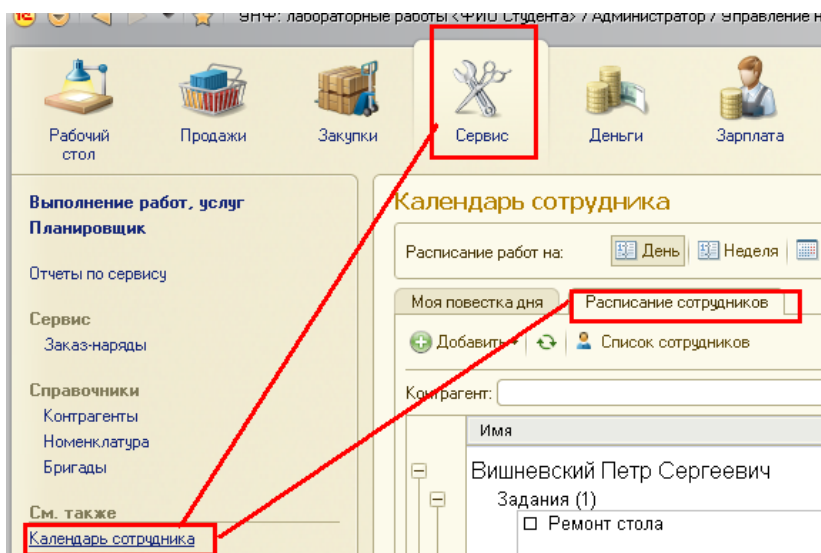 УНФ: лабораторные работы <ФИО Студента> / Администратор / Управление н
Рабочий стол
Продажи
Закупки
Сервис
Деньги
Зарплата
Выполнение работ, услуг
Планировщик
Отчеты по сервису
Сервис
Заказ-наряды
Справочники
Контрагенты
Номенклатура
Бригады
См. также
Календарь сотрудника
Календарь сотрудника
Расписание работ на: День Неделя
Моя повестка дня Расписание сотрудников
Добавить Список сотрудников
Контрагент:
Имя
Вишневский Петр Сергеевич
Задания (1)
Ремонт стола